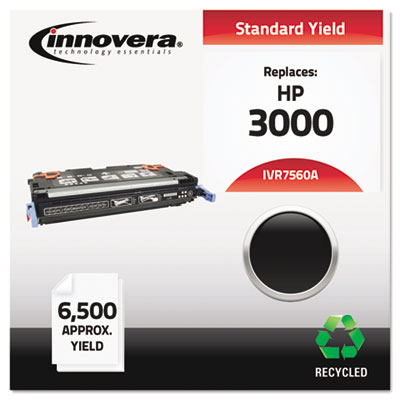 innovera
technology essentials
Standard Yield
Replaces:
HP
3000
IVR7560A
6,500
APPROX.
YIELD
RECYCLED